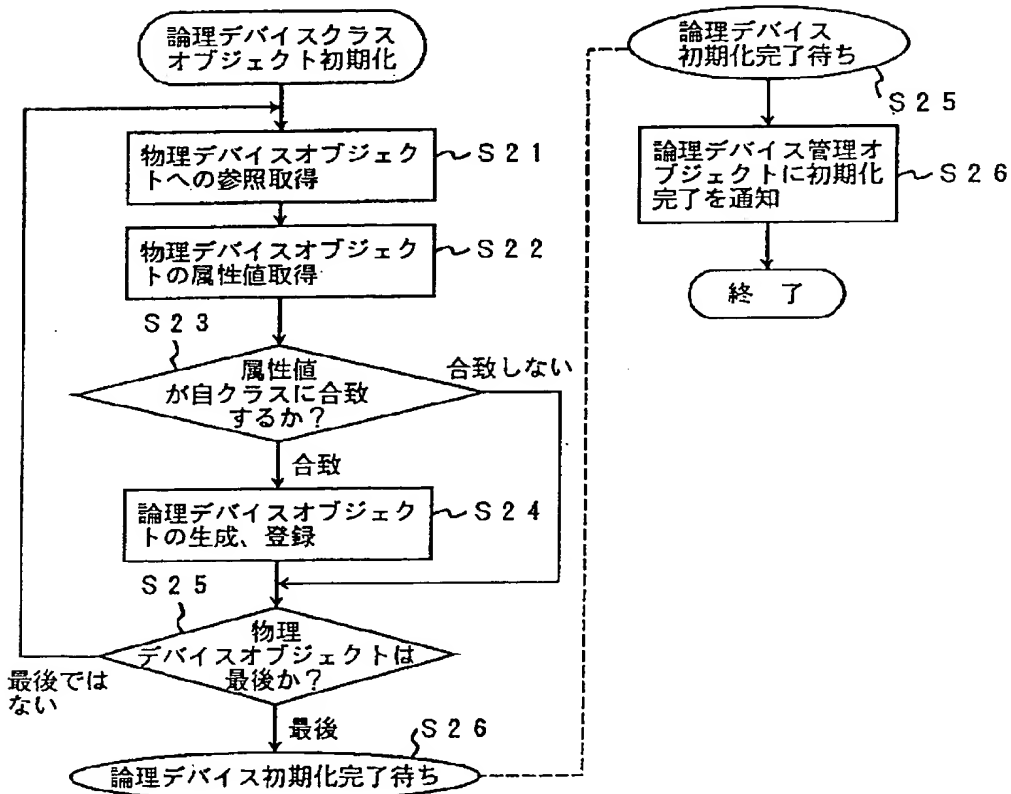 論理デバイスクラス
オブジェクト初期化
物理デバイスオブジェク
トへの参照取得
S21
物理デバイスオブジェク
トの属性値取得
S22
S23
属性値
が自クラスに合致
するか？
合致しない
合致
論理デバイスオブジェク
トの生成、登録
S24
S25
物理
デバイスオブジェクトは
最後か？
最後では
ない
最後
S26
論理デバイス初期化完了待ち
論理デバイス
初期化完了待ち
S25
論理デバイス管理オ
ブジェクトに初期化
完了を通知
S26
終 了